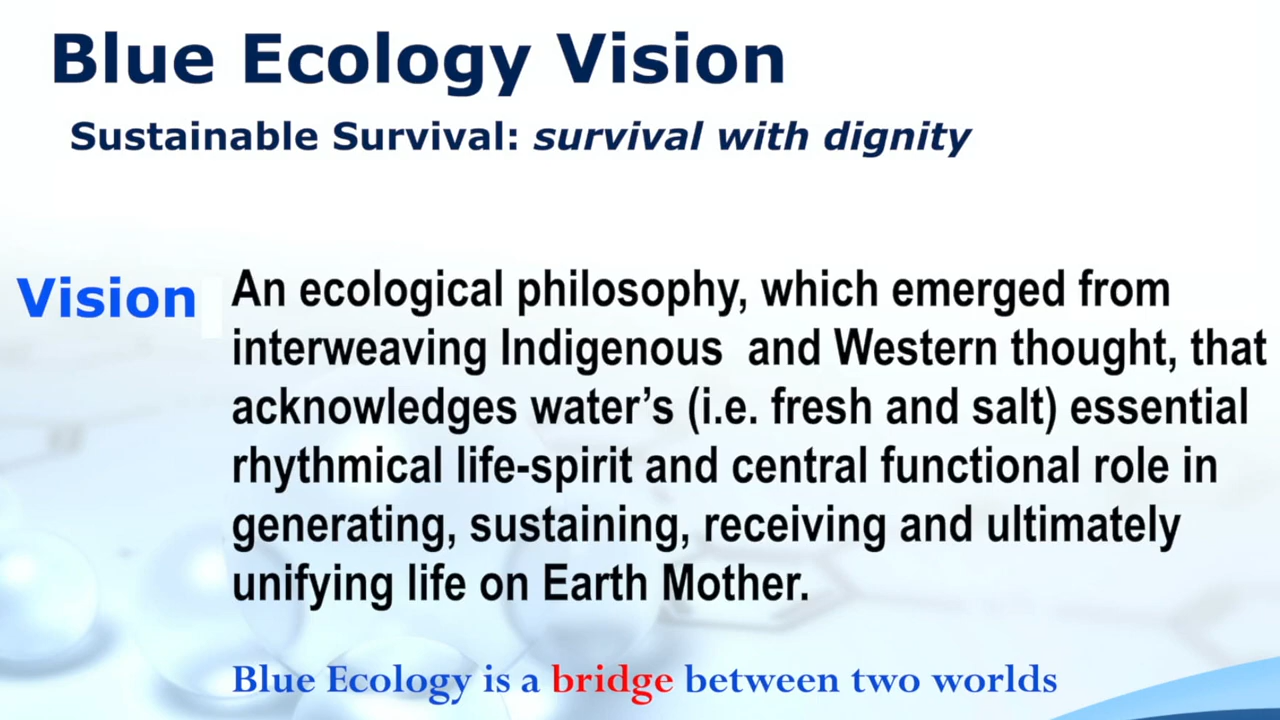 Blue Ecology Vision
Sustainable Survival: survival with dignity
Vision
An ecological philosophy, which emerged from
interweaving Indigenous  and Western thought, that
acknowledges water’s (i.e. fresh and salt) essential
rhythmical life-spirit and central functional role in
generating, sustaining, receiving and ultimately
unifying life on Earth Mother.
Blue Ecology is a bridge between two worlds